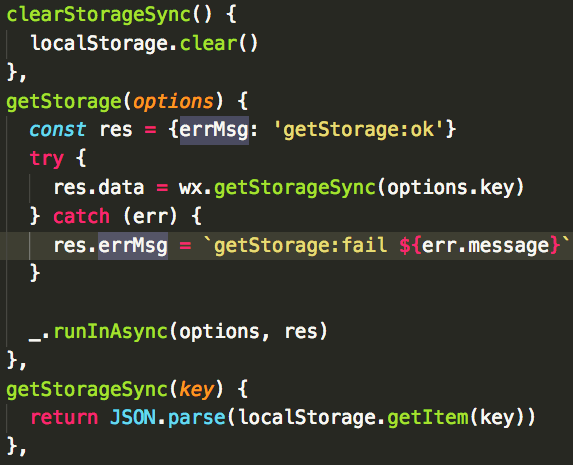 clearStorageSync() {
localStorage.clear()
},
getStorage(options) {
const res = {errMsg: 'getStorage:ok'}
try {
res.data = wx.getStorageSync(options.key)
} catch (err) {
res.errMsg = `getStorage:fail ${err.message}`
}
_.runInAsync(options, res)
},
getStorageSync(key) {
return JSON.parse(localStorage.getItem(key))
},